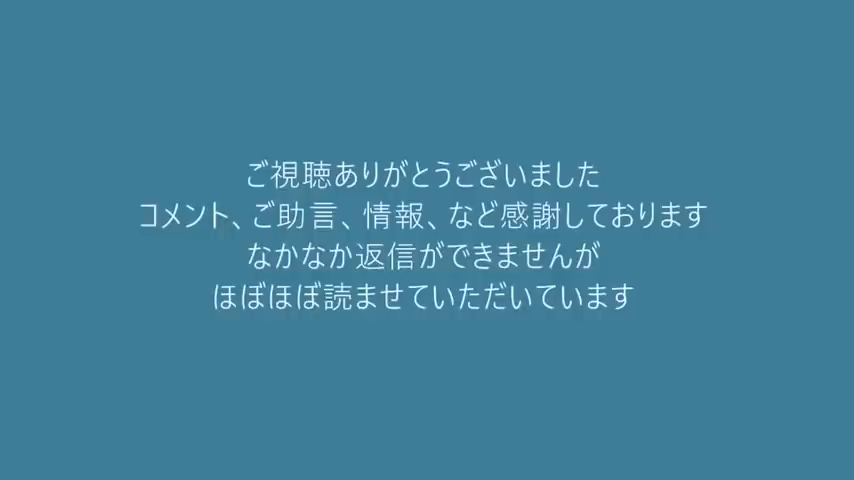 ご視聴ありがとうございました
コメント、ご助言、情報、など感謝しております
なかなか返信ができませんが
ほぼほぼ読ませていただいています